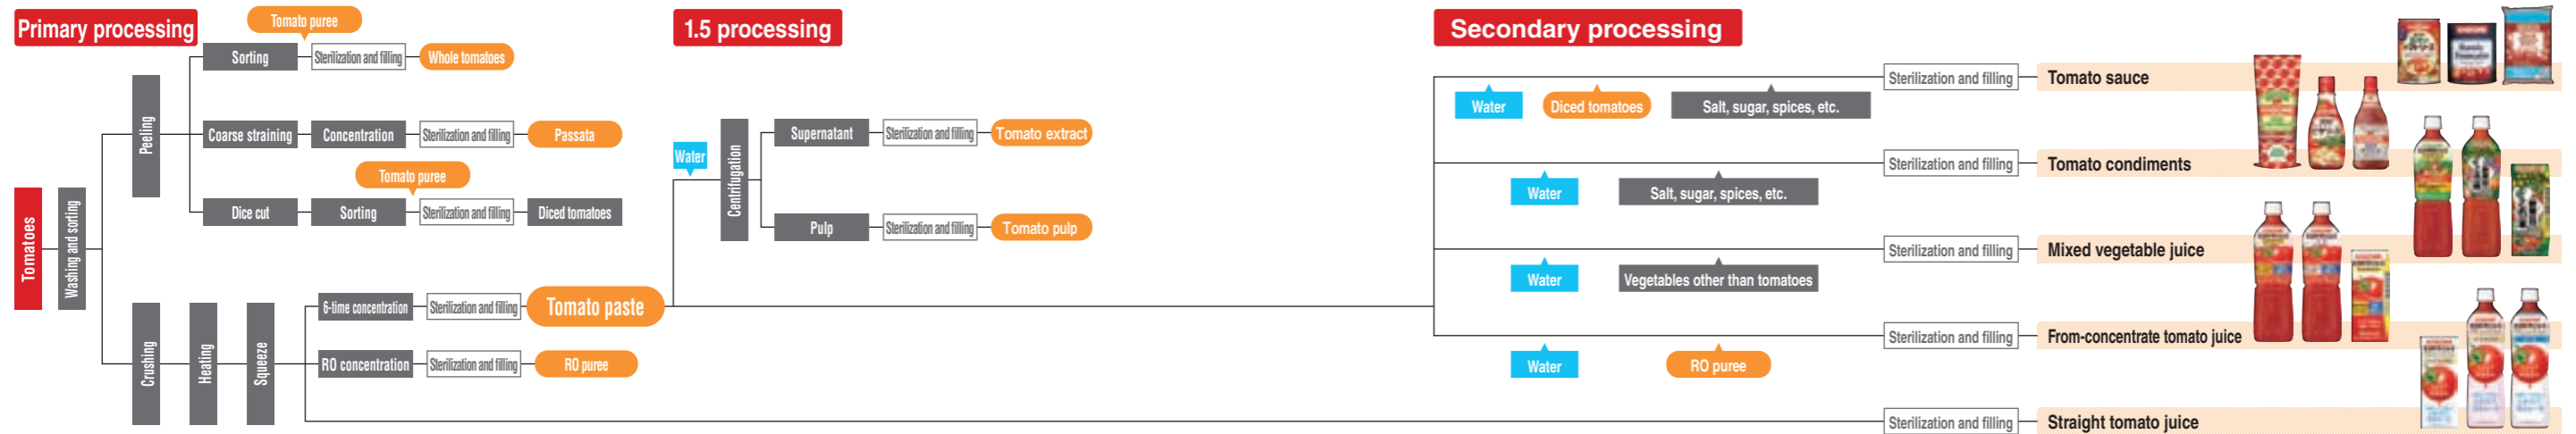 Primary processing
1.5 processing
Secondary processing
Tomatoes
Washing and sorting
Peeling
Tomato puree
Sorting
Sterilization and filling
Whole tomatoes
Coarse straining
Concentration
Sterilization and filling
Passata
Tomato puree
Dice cut
Sorting
Sterilization and filling
Diced tomatoes
Crushing
Heating
Squeeze
6-time concentration
Sterilization and filling
Tomato paste
RO concentration
Sterilization and filling
RO puree
Water
Centrifugation
Supernatant
Sterilization and filling
Tomato extract
Pulp
Sterilization and filling
Tomato pulp
Water
Diced tomatoes
Salt, sugar, spices, etc.
Sterilization and filling
Tomato sauce
Water
Salt, sugar, spices, etc.
Sterilization and filling
Tomato condiments
Water
Vegetables other than tomatoes
Sterilization and filling
Mixed vegetable juice
Water
RO puree
Sterilization and filling
From-concentrate tomato juice
Sterilization and filling
Straight tomato juice